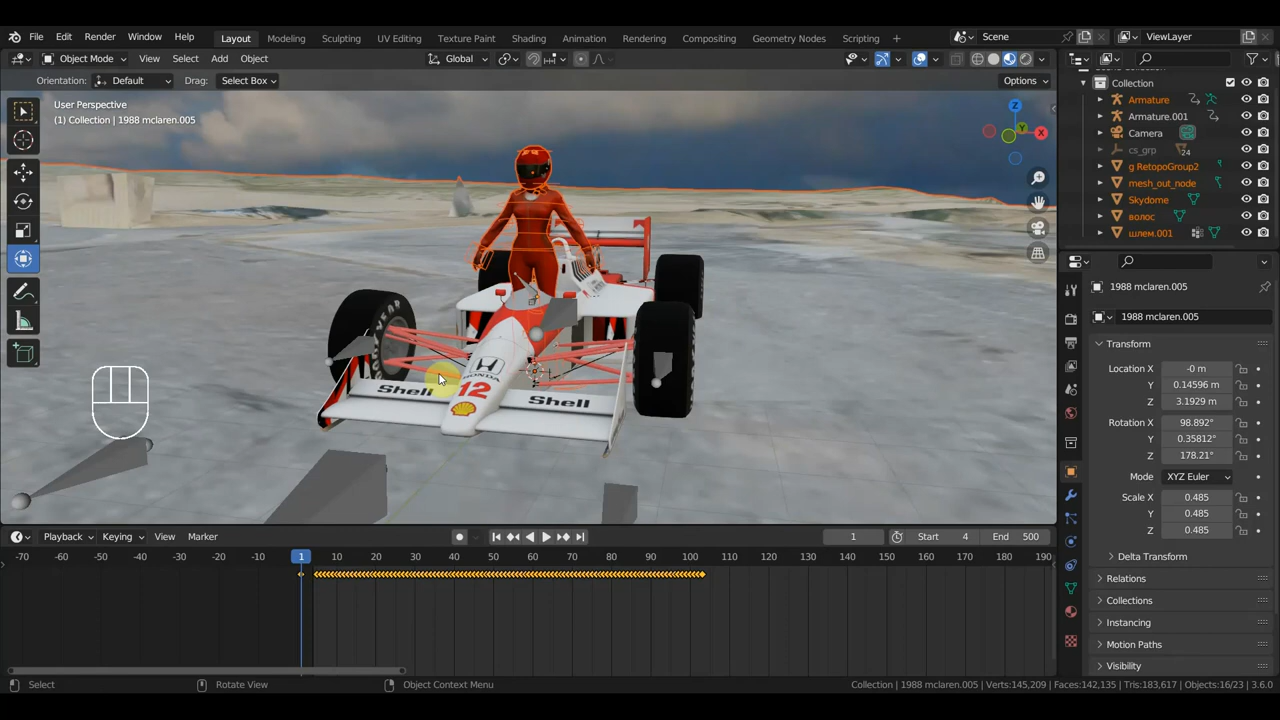 File Edit Render Window Help Layout Modeling Sculpting UV Editing Texture Paint Shading Animation Rendering Compositing Geometry Nodes Scripting + Scene ViewLayer
Object Mode View Select Add Object Global
Orientation: Default Drag: Select Box Options
User Perspective
(1) Collection | 1988 mclaren.005
Z
Y
X
Collection
Armature
Armature.001
Camera
cs_grp 24
g RetopoGroup2
mesh_out_node
Skydome
волос
шлем.001
1988 mclaren.005
1988 mclaren.005
Transform
Location X -0 m
Y 0.14596 m
Z 3.1929 m
Rotation X 98.892°
Y 0.35812°
Z 178.21°
Mode XYZ Euler
Scale X 0.485
Y 0.485
Z 0.485
Delta Transform
Relations
Collections
Instancing
Motion Paths
Visibility
HONDA
12
Shell
Shell
Playback Keying View Marker 1 Start 4 End 500
-70 -60 -50 -40 -30 -20 -10 1 10 20 30 40 50 60 70 80 90 100 110 120 130 140 150 160 170 180 190
Select Rotate View Object Context Menu Collection | 1988 mclaren.005 | Verts:145,209 | Faces:142,135 | Tris:183,617 | Objects:16/23 | 3.6.0